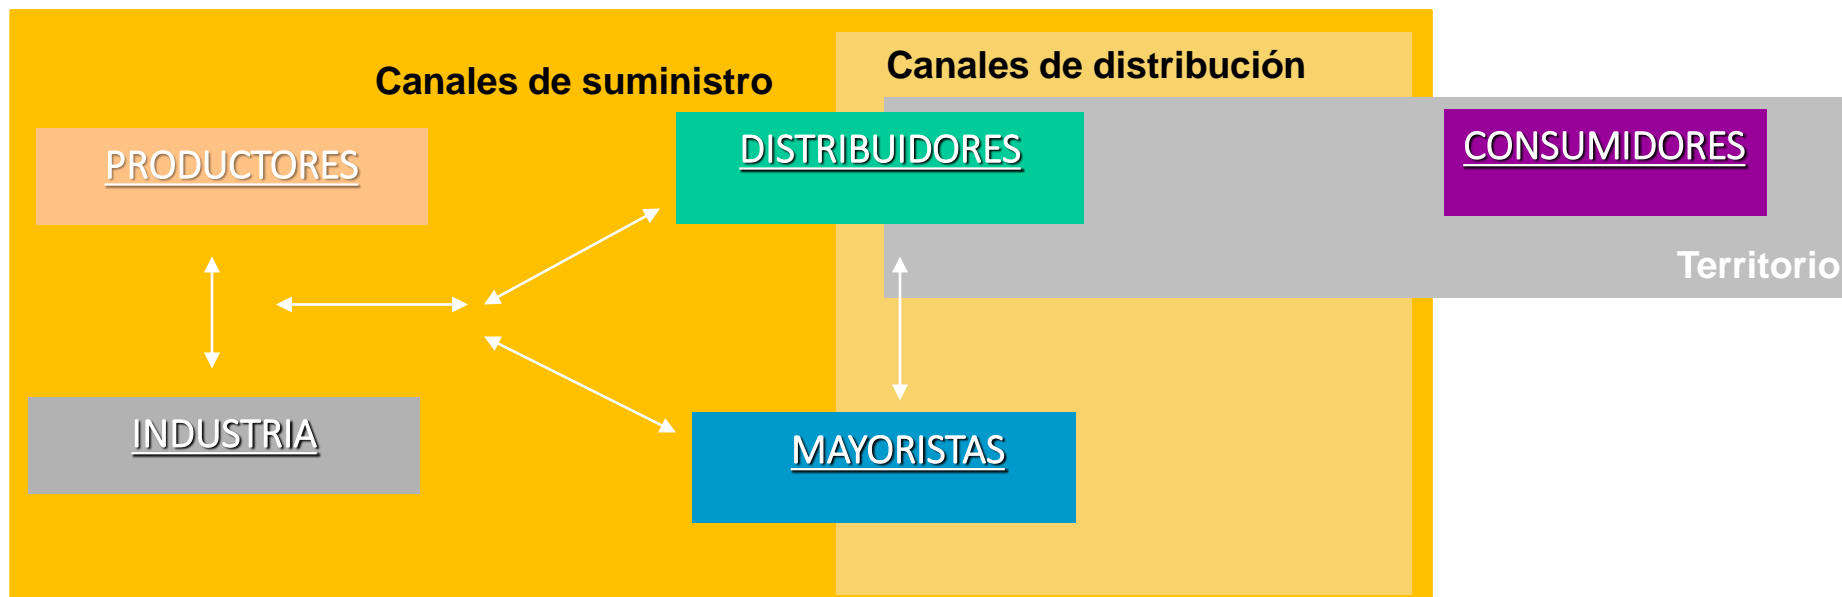 Canales de suministro
Canales de distribución
PRODUCTORES
DISTRIBUIDORES
CONSUMIDORES
Territorio
INDUSTRIA
MAYORISTAS